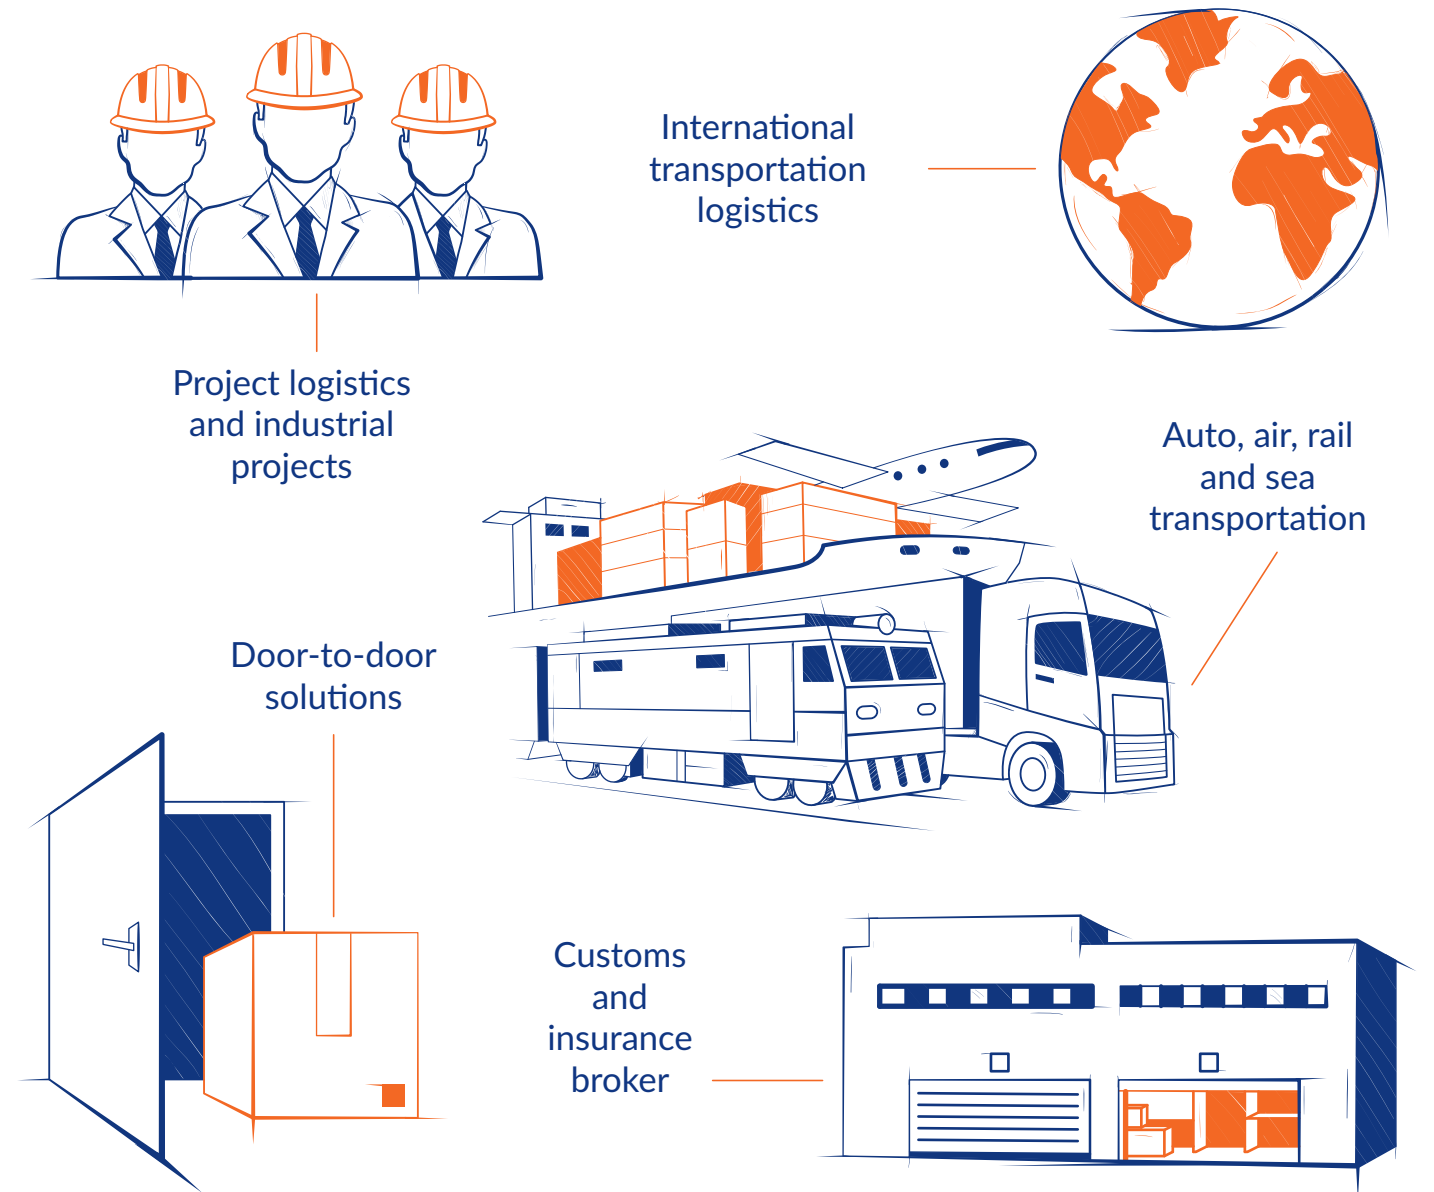 International
transportation
logistics
Project logistics
and industrial
projects
Auto, air, rail
and sea
transportation
Door-to-door
solutions
Customs
and
insurance
broker